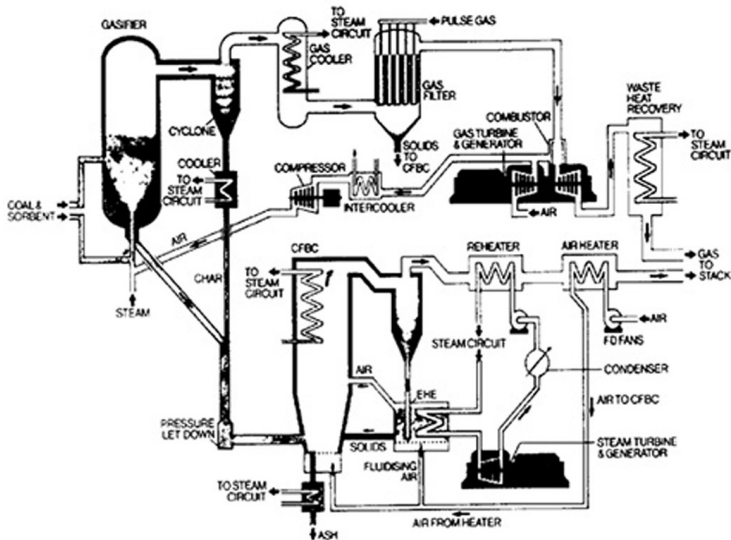 GASIFIER
TO
STEAM
CIRCUIT
PULSE GAS
GAS
COOLER
GAS
FILTER
WASTE
HEAT
RECOVERY
CYCLONE
SOLIDS
TO
CFBC
COMBUSTOR
GAS TURBINE
& GENERATOR
TO
STEAM
CIRCUIT
COOLER
TO
STEAM
CIRCUIT
COMPRESSOR
INTERCOOLER
COAL &
SORBENT
AIR
AIR
GAS
TO
STACK
CFBC
REHEATER
AIR HEATER
TO STEAM
CIRCUIT
CHAR
STEAM
STEAM CIRCUIT
AIR
FD FANS
CONDENSER
AIR
EHE
AIR TO CFBC
PRESSURE
LET DOWN
SOLIDS
STEAM TURBINE
& GENERATOR
FLUIDISING
AIR
TO STEAM
CIRCUIT
AIR FROM HEATER
ASH